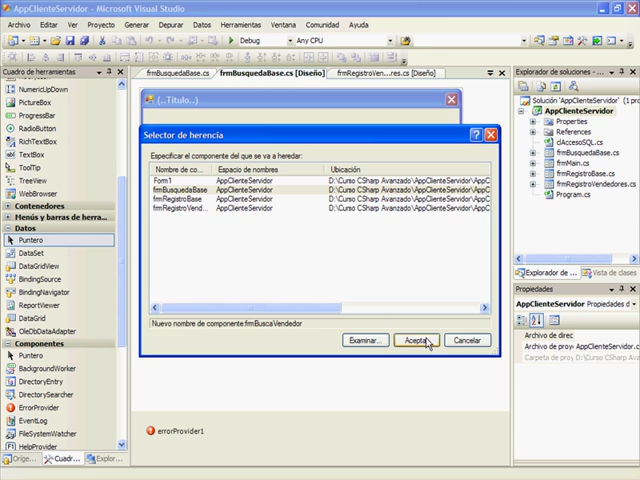 AppClienteServidor - Microsoft Visual Studio
Archivo Editar Ver Proyecto Generar Depurar Datos Herramientas Ventana Comunidad Ayuda
Debug Any CPU
Cuadro de herramientas
NumericUpDown
PictureBox
ProgressBar
RadioButton
RichTextBox
TextBox
ToolTip
TreeView
WebBrowser
Contenedores
Menús y barras de herra...
Datos
Puntero
DataSet
DataGridView
BindingSource
BindingNavigator
ReportViewer
DataGrid
OleDbDataAdapter
Componentes
Puntero
BackgroundWorker
DirectoryEntry
DirectorySearcher
ErrorProvider
EventLog
FileSystemWatcher
HelpProvider
Oríge... Cuadr... Explor...
frmBusquedaBase.cs frmBusquedaBase.cs [Diseño] frmRegistroVen...res.cs [Diseño]
(..Titulo..)
Selector de herencia
Especificar el componente del que se va a heredar:
Nombre de co... Espacio de nombres Ubicación
Form1 AppClienteServidor D:\Curso CSharp Avanzado\AppClienteServidor\AppC
frmBusquedaBase AppClienteServidor D:\Curso CSharp Avanzado\AppClienteServidor\AppC
frmRegistroBase AppClienteServidor D:\Curso CSharp Avanzado\AppClienteServidor\AppC
frmRegistroVend... AppClienteServidor D:\Curso CSharp Avanzado\AppClienteServidor\AppC
Nuevo nombre de componente:frmBuscaVendedor
Examinar... Aceptar Cancelar
errorProvider1
Explorador de soluciones - ...
Solución 'AppClienteServidor' (1
AppClienteServidor
Properties
References
clAccesoSQL.cs
frmBusquedaBase.cs
frmMain.cs
frmRegistroBase.cs
frmRegistroVendedores.cs
Program.cs
Explorador de ... Vista de clases
Propiedades
AppClienteServidor Propiedades d
Archivo de direc
Archivo de proye AppClienteServidor.c
Carpeta de proy D:\Curso CSharp Avanz